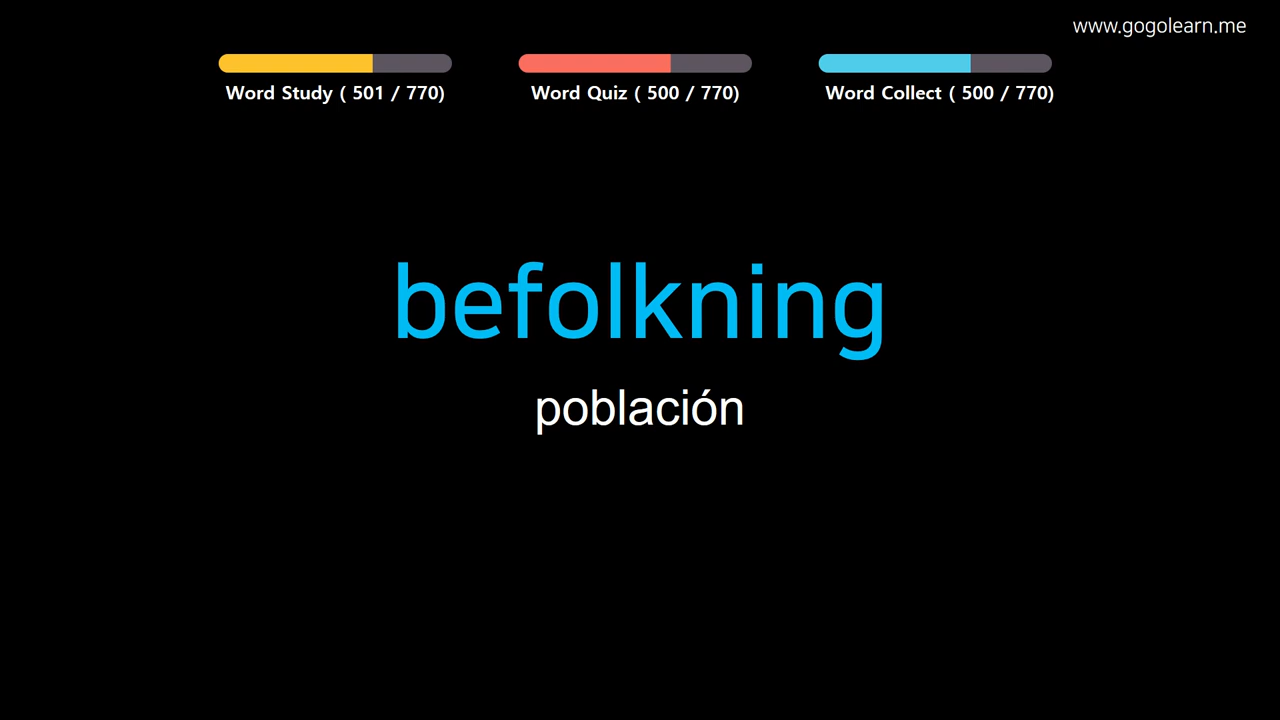 www.gogolearn.me
Word Study ( 501 / 770)
Word Quiz ( 500 / 770)
Word Collect ( 500 / 770)
befolkning
población